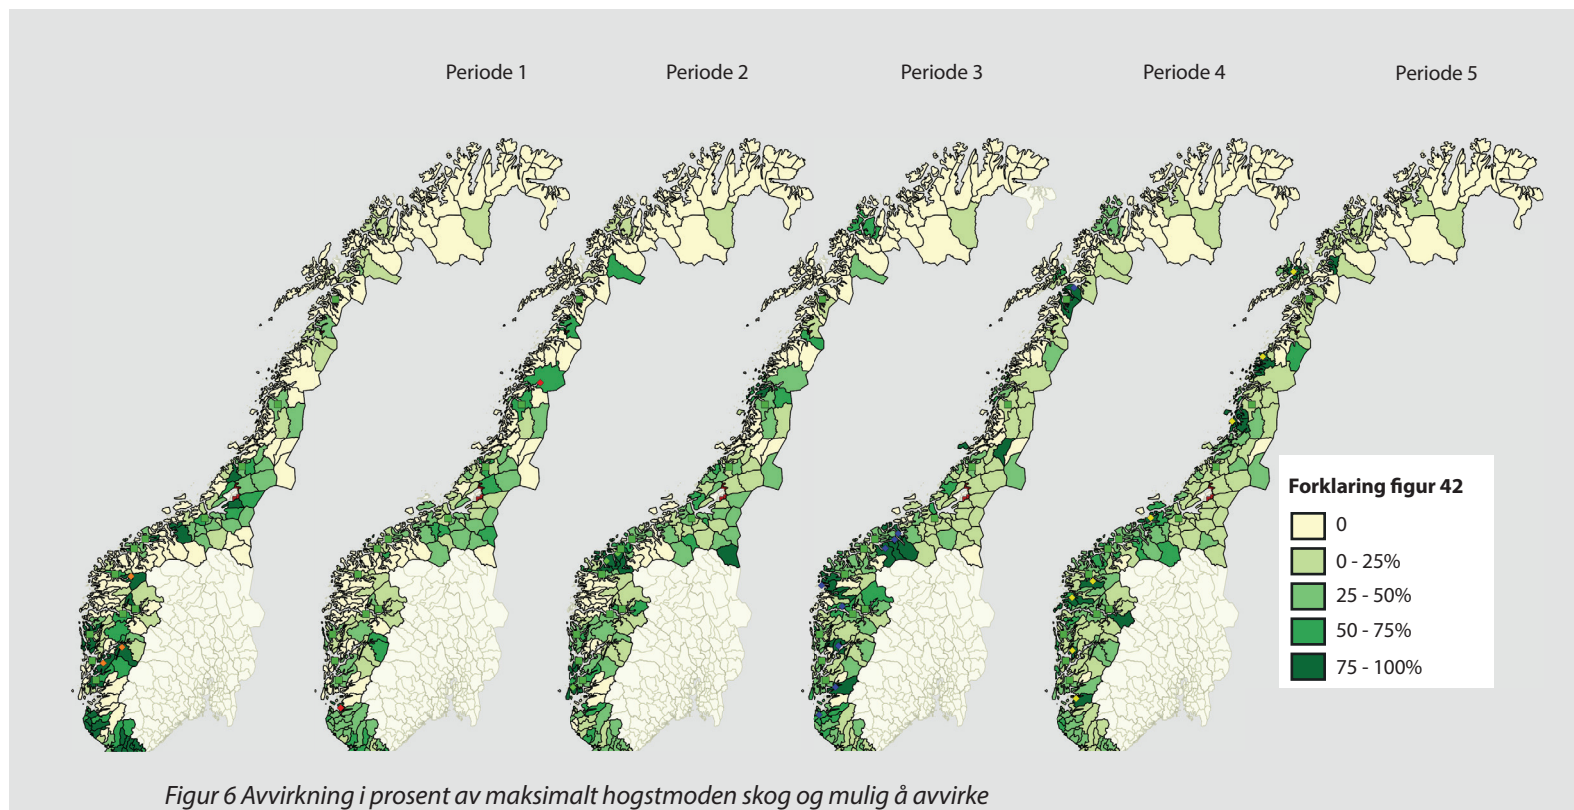 Periode 1 Periode 2 Periode 3 Periode 4 Periode 5
Forklaring figur 42
0
0 - 25%
25 - 50%
50 - 75%
75 - 100%
Figur 6 Avvirkning i prosent av maksimalt hogstmoden skog og mulig å avvirke